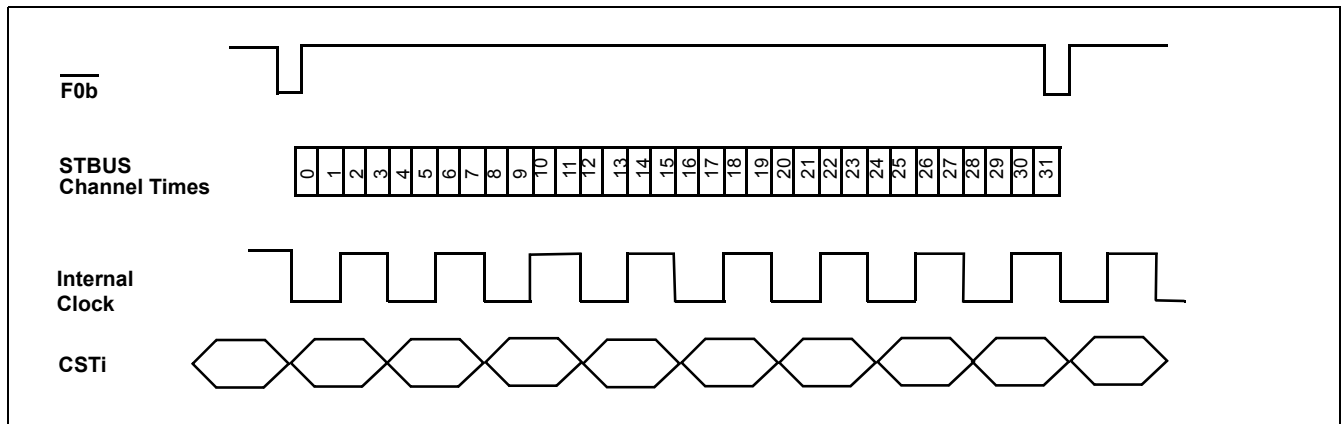 F0b
STBUS
Channel Times
0 1 2 3 4 5 6 7 8 9 10 11 12 13 14 15 16 17 18 19 20 21 22 23 24 25 26 27 28 29 30 31
Internal
Clock
CSTi